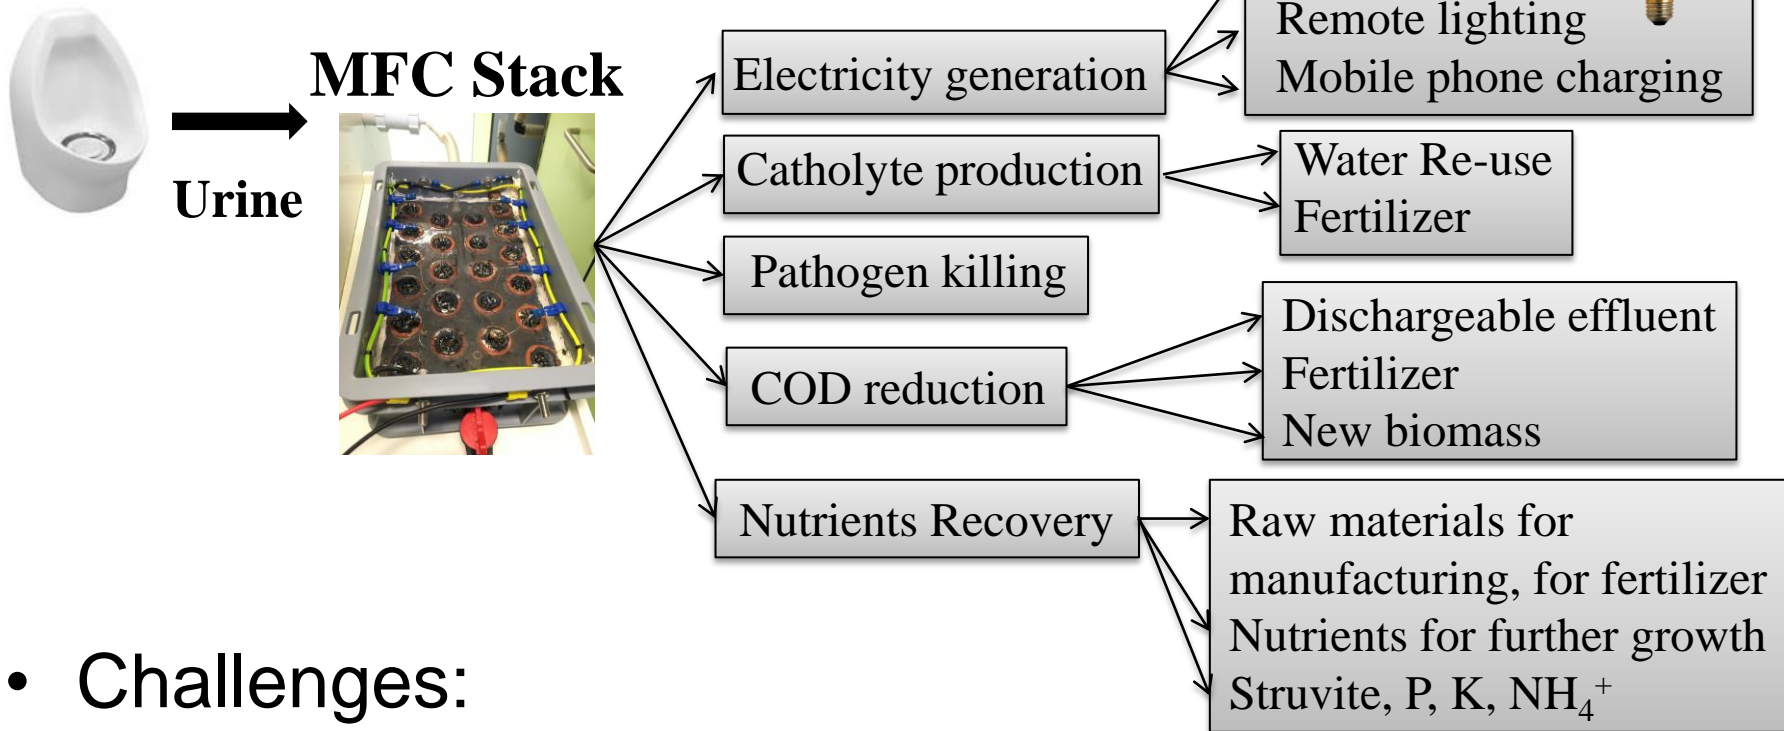 Remote lighting
Mobile phone charging
MFC Stack
Urine
Electricity generation
Catholyte production
Water Re-use
Fertilizer
Pathogen killing
COD reduction
Dischargeable effluent
Fertilizer
New biomass
Nutrients Recovery
Raw materials for
manufacturing, for fertilizer
Nutrients for further growth
Struvite, P, K, NH₄⁺
• Challenges: